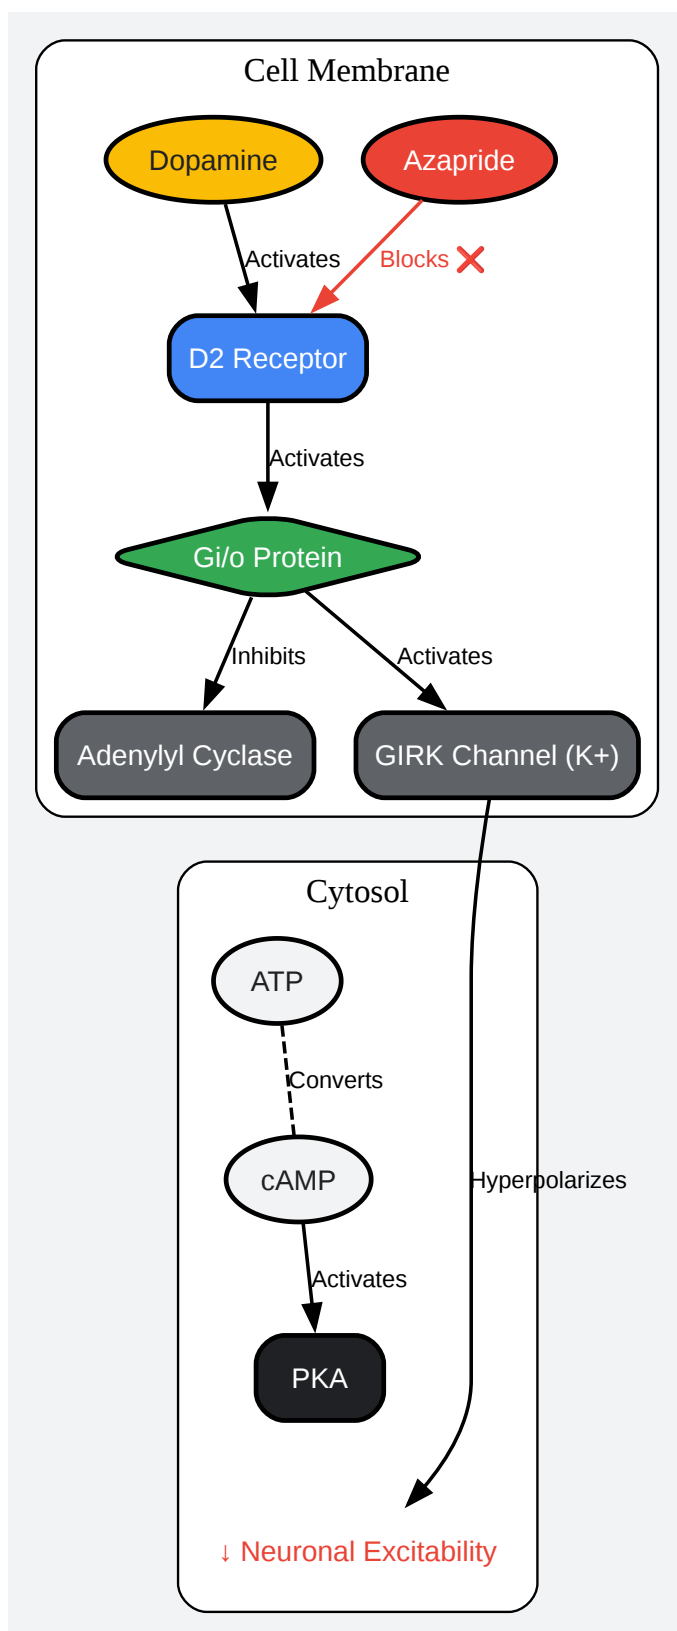 Cell Membrane
Dopamine
Azapride
Activates
Blocks ❌
D2 Receptor
Activates
Gi/o Protein
Inhibits
Activates
Adenylyl Cyclase
GIRK Channel (K+)
Cytosol
ATP
Converts
cAMP
Hyperpolarizes
Activates
PKA
↓ Neuronal Excitability